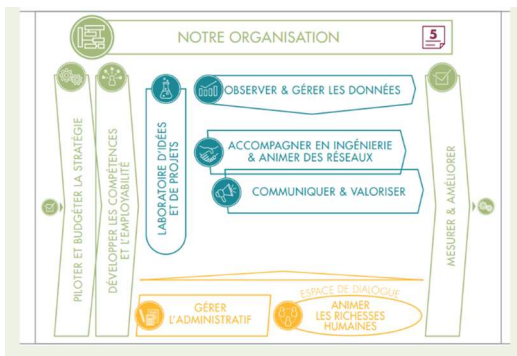 NOTRE ORGANISATION
5
PILOTER ET BUDGÉTER LA STRATÉGIE
DÉVELOPPER LES COMPÉTENCES
ET L'EMPLOYABILITÉ
LABORATOIRE D'IDÉES
ET DE PROJETS
OBSERVER & GÉRER LES DONNÉES
ACCOMPAGNER EN INGÉNIERIE
& ANIMER DES RÉSEAUX
COMMUNIQUER & VALORISER
MESURER & AMÉLIORER
ESPACE DE DIALOGUE
GÉRER
L'ADMINISTRATIF
ANIMER
LES RICHESSES
HUMAINES